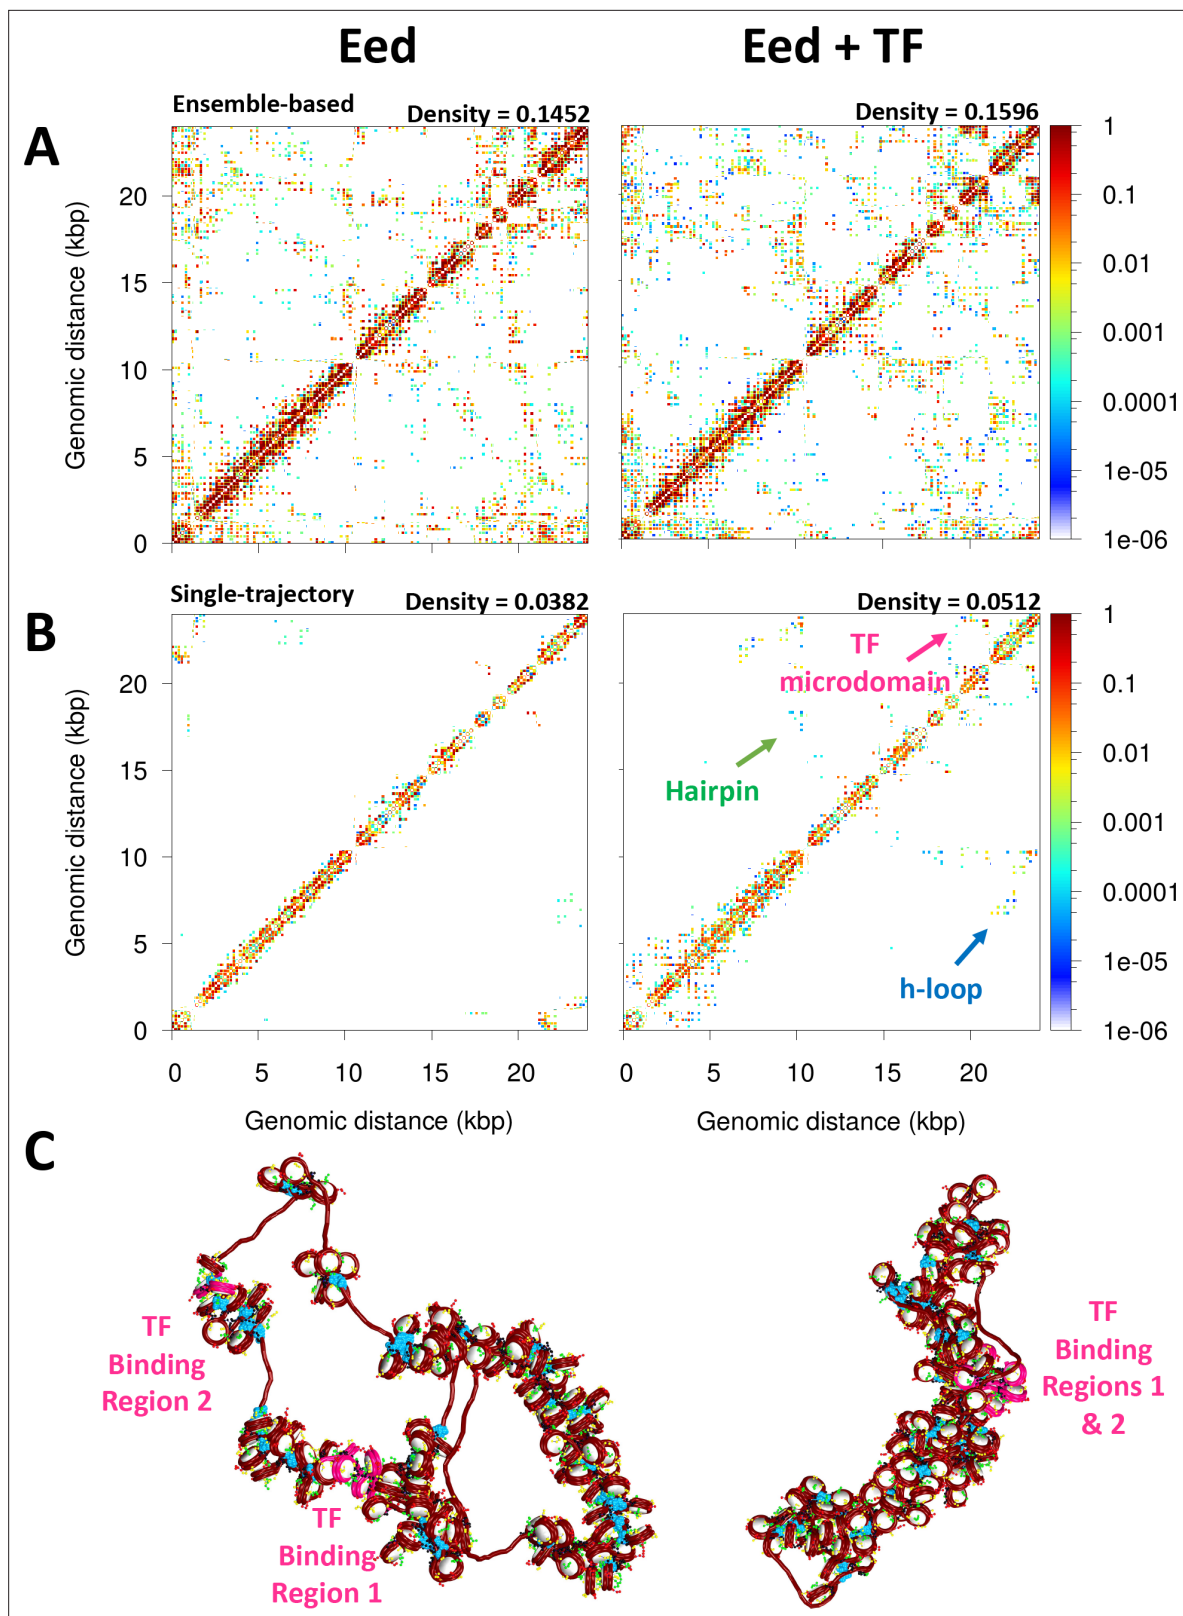 Eed
Eed + TF
A
Ensemble-based
Density = 0.1452
Density = 0.1596
Genomic distance (kbp)
20
15
10
5
0
1
0.1
0.01
0.001
0.0001
1e-05
1e-06
B
Single-trajectory
Density = 0.0382
Density = 0.0512
Genomic distance (kbp)
20
15
10
5
0
0 5 10 15 20
Genomic distance (kbp)
TF
microdomain
Hairpin
h-loop
0 5 10 15 20
Genomic distance (kbp)
1
0.1
0.01
0.001
0.0001
1e-05
1e-06
C
TF
Binding
Region 2
TF
Binding
Region 1
TF
Binding
Regions 1
& 2